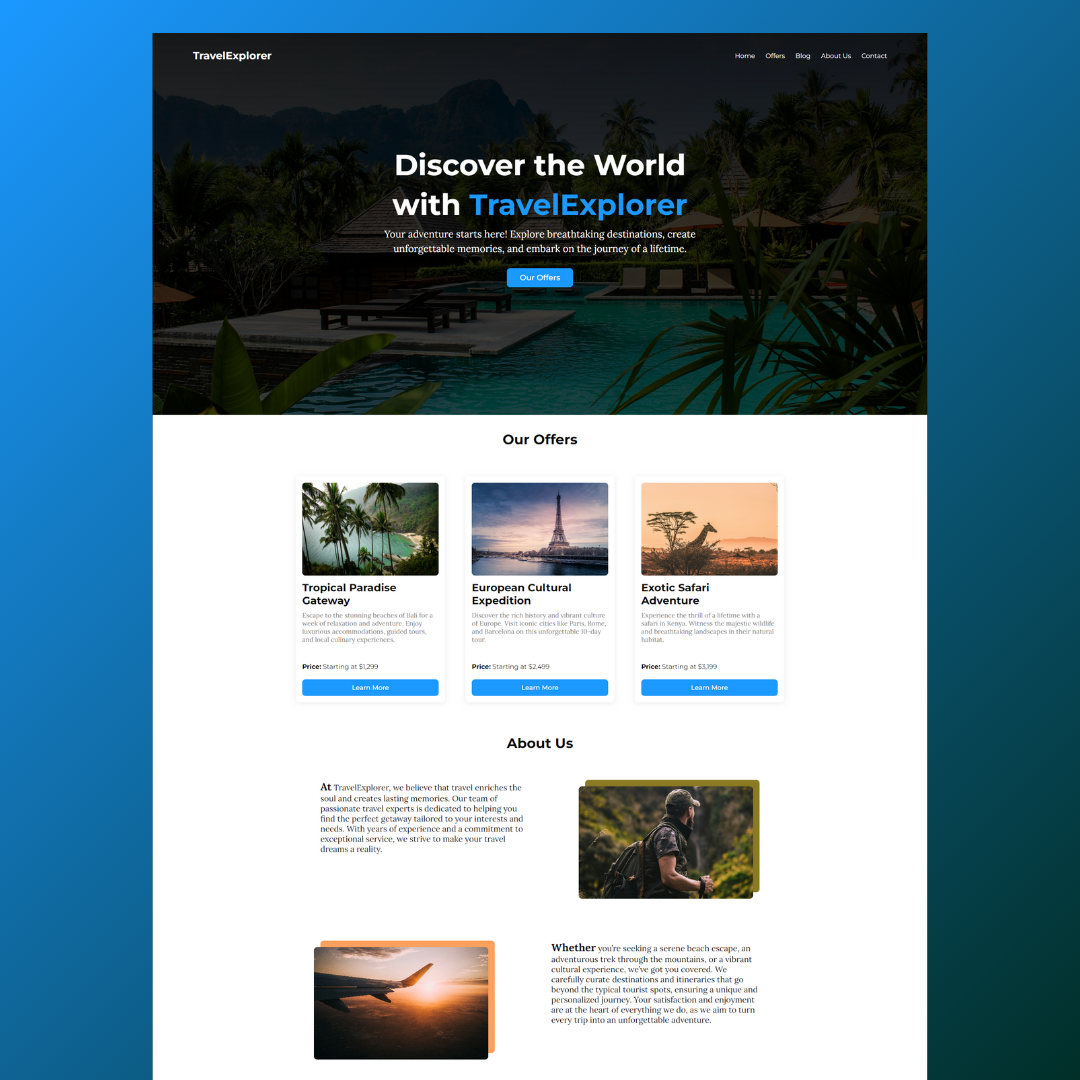 TravelExplorer
Home Offers Blog About Us Contact
Discover the World
with TravelExplorer
Your adventure starts here! Explore breathtaking destinations, create
unforgettable memories, and embark on the journey of a lifetime.
Our Offers
Our Offers
Tropical Paradise
Gateway
Escape to the stunning beaches of Bali for a
week of relaxation and adventure. Enjoy
luxurious accommodations, guided tours,
and local culinary experiences.
Price: Starting at $1,299
Learn More
European Cultural
Expedition
Discover the rich history and vibrant culture
of Europe. Visit iconic cities like Paris, Rome,
and Barcelona on this unforgettable 10-day
tour.
Price: Starting at $2,499
Learn More
Exotic Safari
Adventure
Experience the thrill of a lifetime with a
safari in Kenya. Witness the majestic wildlife
and breathtaking landscapes in their natural
habitat.
Price: Starting at $3,199
Learn More
About Us
At TravelExplorer, we believe that travel enriches the
soul and creates lasting memories. Our team of
passionate travel experts is dedicated to helping you
find the perfect getaway tailored to your interests and
needs. With years of experience and a commitment to
exceptional service, we strive to make your travel
dreams a reality.
Whether you're seeking a serene beach escape, an
adventurous trek through the mountains, or a vibrant
cultural experience, we've got you covered. We
carefully curate destinations and itineraries that go
beyond the typical tourist spots, ensuring a unique and
personalized journey. Your satisfaction and enjoyment
are at the heart of everything we do, as we aim to turn
every trip into an unforgettable adventure.